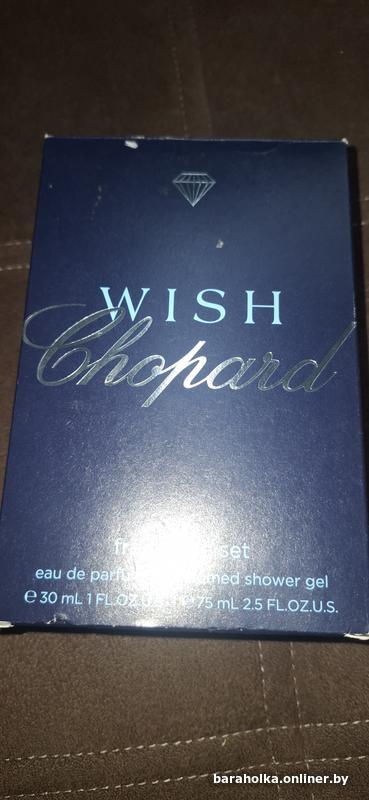 WISH
Chopard
set
eau de shower gel
℮ 30 mL 1 FL.OZ. 75 mL 2.5 FL.OZ.U.S.
baraholka.onliner.by